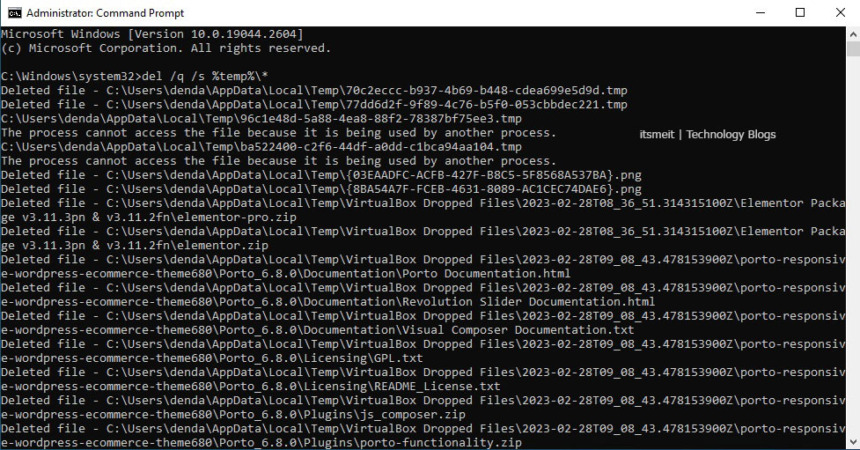 Administrator: Command Prompt
Microsoft Windows [Version 10.0.19044.2604]
(c) Microsoft Corporation. All rights reserved.
C:\Windows\system32>del /q /s %temp%\*
Deleted file - C:\Users\denda\AppData\Local\Temp\70c2eccc-b937-4b69-b448-cdea699e5d9d.tmp
Deleted file - C:\Users\denda\AppData\Local\Temp\77dd6d2f-9f89-4c76-b5f0-053cbbdec221.tmp
C:\Users\denda\AppData\Local\Temp\96c1e48d-5a88-4ea8-88f2-78387bf75ee3.tmp
The process cannot access the file because it is being used by another process.
itsmeit | Technology Blogs
C:\Users\denda\AppData\Local\Temp\ba522400-c2f6-44df-a0dd-c1bca94aa104.tmp
The process cannot access the file because it is being used by another process.
Deleted file - C:\Users\denda\AppData\Local\Temp\{03EAADFC-ACFB-427F-B8C5-5F8568A537BA}.png
Deleted file - C:\Users\denda\AppData\Local\Temp\{8BA54A7F-FCEB-4631-8089-AC1CEC74DAE6}.png
Deleted file - C:\Users\denda\AppData\Local\Temp\VirtualBox Dropped Files\2023-02-28T08_36_51.314315100Z\Elementor Packa
ge v3.11.3pn & v3.11.2fn\elementor-pro.zip
Deleted file - C:\Users\denda\AppData\Local\Temp\VirtualBox Dropped Files\2023-02-28T08_36_51.314315100Z\Elementor Packa
ge v3.11.3pn & v3.11.2fn\elementor.zip
Deleted file - C:\Users\denda\AppData\Local\Temp\VirtualBox Dropped Files\2023-02-28T09_08_43.478153900Z\porto-responsiv
e-wordpress-ecommerce-theme680\Porto_6.8.0\Documentation\Porto Documentation.html
Deleted file - C:\Users\denda\AppData\Local\Temp\VirtualBox Dropped Files\2023-02-28T09_08_43.478153900Z\porto-responsiv
e-wordpress-ecommerce-theme680\Porto_6.8.0\Documentation\Revolution Slider Documentation.html
Deleted file - C:\Users\denda\AppData\Local\Temp\VirtualBox Dropped Files\2023-02-28T09_08_43.478153900Z\porto-responsiv
e-wordpress-ecommerce-theme680\Porto_6.8.0\Documentation\Visual Composer Documentation.txt
Deleted file - C:\Users\denda\AppData\Local\Temp\VirtualBox Dropped Files\2023-02-28T09_08_43.478153900Z\porto-responsiv
e-wordpress-ecommerce-theme680\Porto_6.8.0\Licensing\GPL.txt
Deleted file - C:\Users\denda\AppData\Local\Temp\VirtualBox Dropped Files\2023-02-28T09_08_43.478153900Z\porto-responsiv
e-wordpress-ecommerce-theme680\Porto_6.8.0\Licensing\README_License.txt
Deleted file - C:\Users\denda\AppData\Local\Temp\VirtualBox Dropped Files\2023-02-28T09_08_43.478153900Z\porto-responsiv
e-wordpress-ecommerce-theme680\Porto_6.8.0\Plugins\js_composer.zip
Deleted file - C:\Users\denda\AppData\Local\Temp\VirtualBox Dropped Files\2023-02-28T09_08_43.478153900Z\porto-responsiv
e-wordpress-ecommerce-theme680\Porto_6.8.0\Plugins\porto-functionality.zip